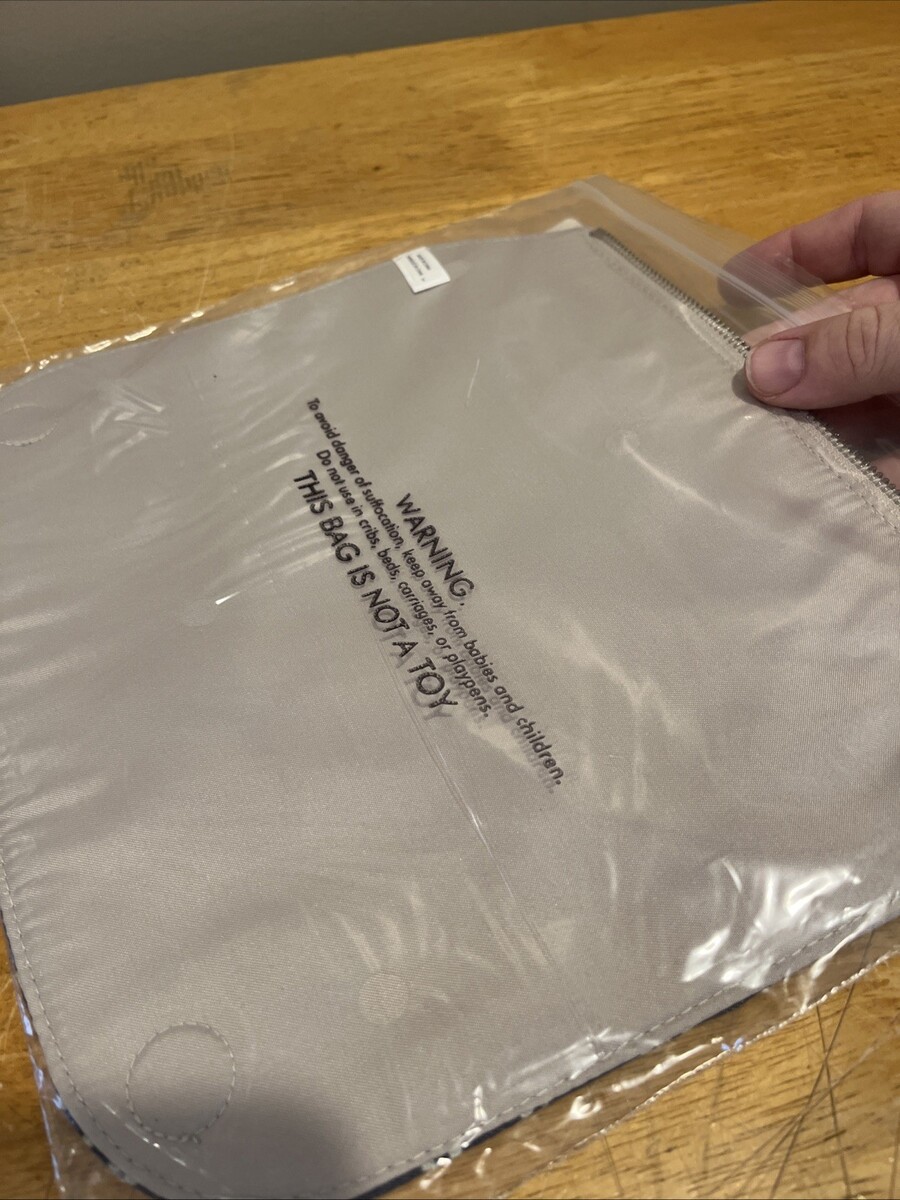 WARNING.
To avoid danger of suffocation, keep away from babies and children.
Do not use in cribs, beds, carriages, or playpens.
THIS BAG IS NOT A TOY